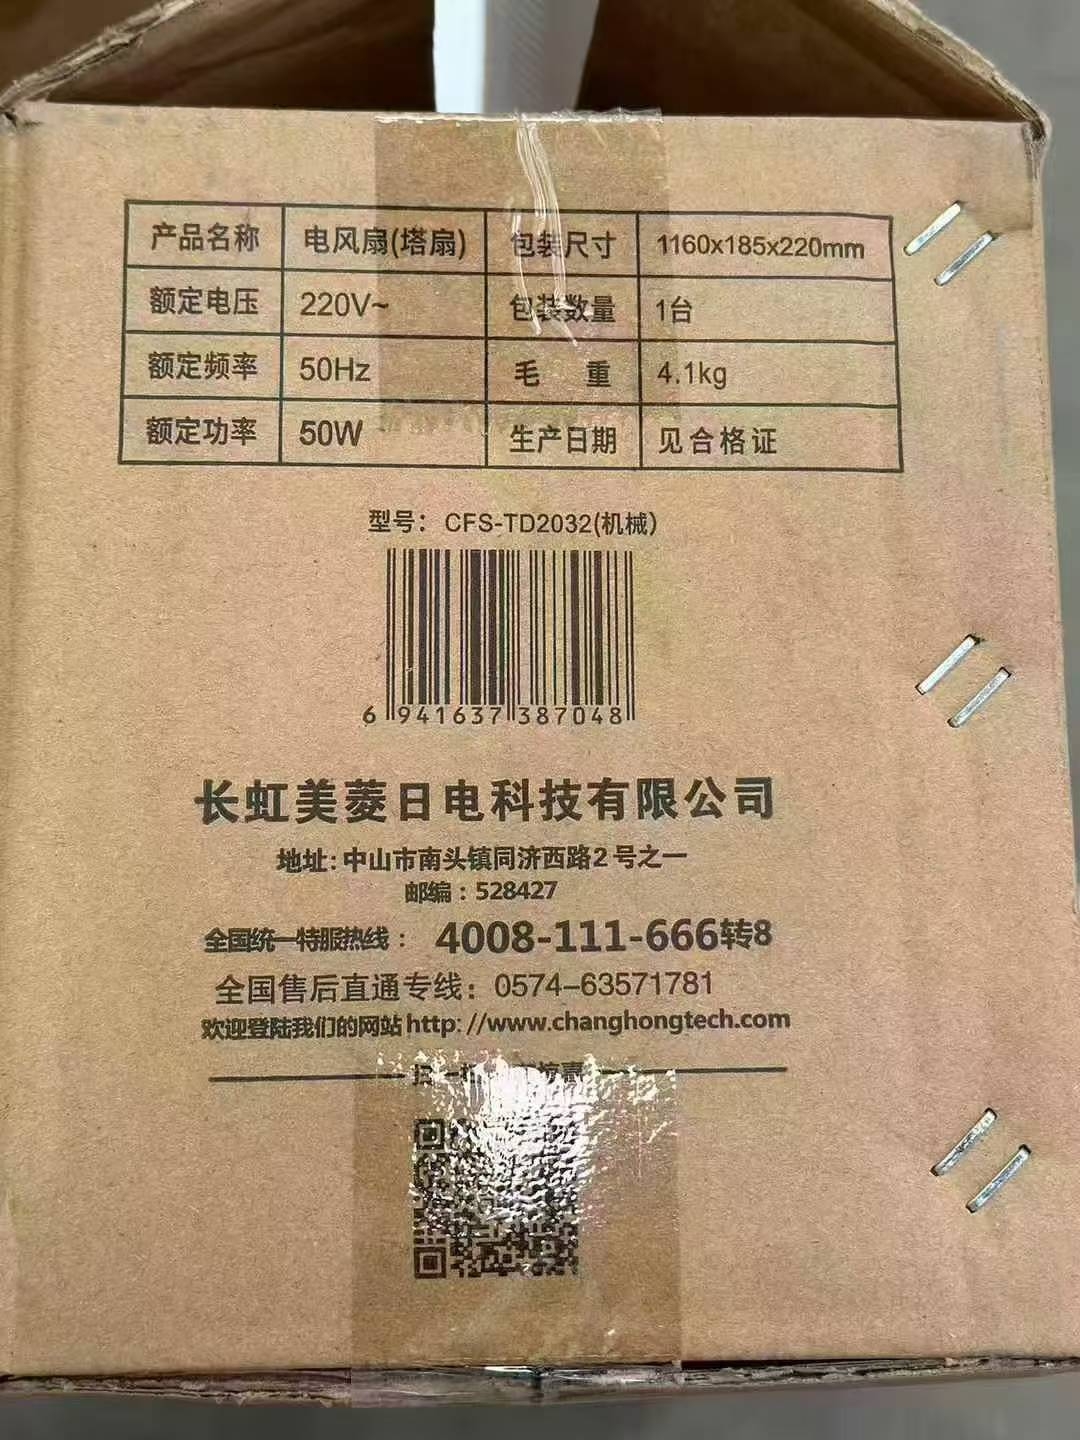 产品名称 电风扇(塔扇) 包装尺寸 1160x185x220mm
额定电压 220V~ 包装数量 1台
额定频率 50Hz 毛 重 4.1kg
额定功率 50W 生产日期 见合格证
型号： CFS-TD2032(机械)
6 941637 387048
长虹美菱日电科技有限公司
地址：中山市南头镇同济西路2号之一
邮编：528427
全国统一特服热线： 4008-111-666转8
全国售后直通专线：0574-63571781
欢迎登陆我们的网站http://www.changhongtech.com